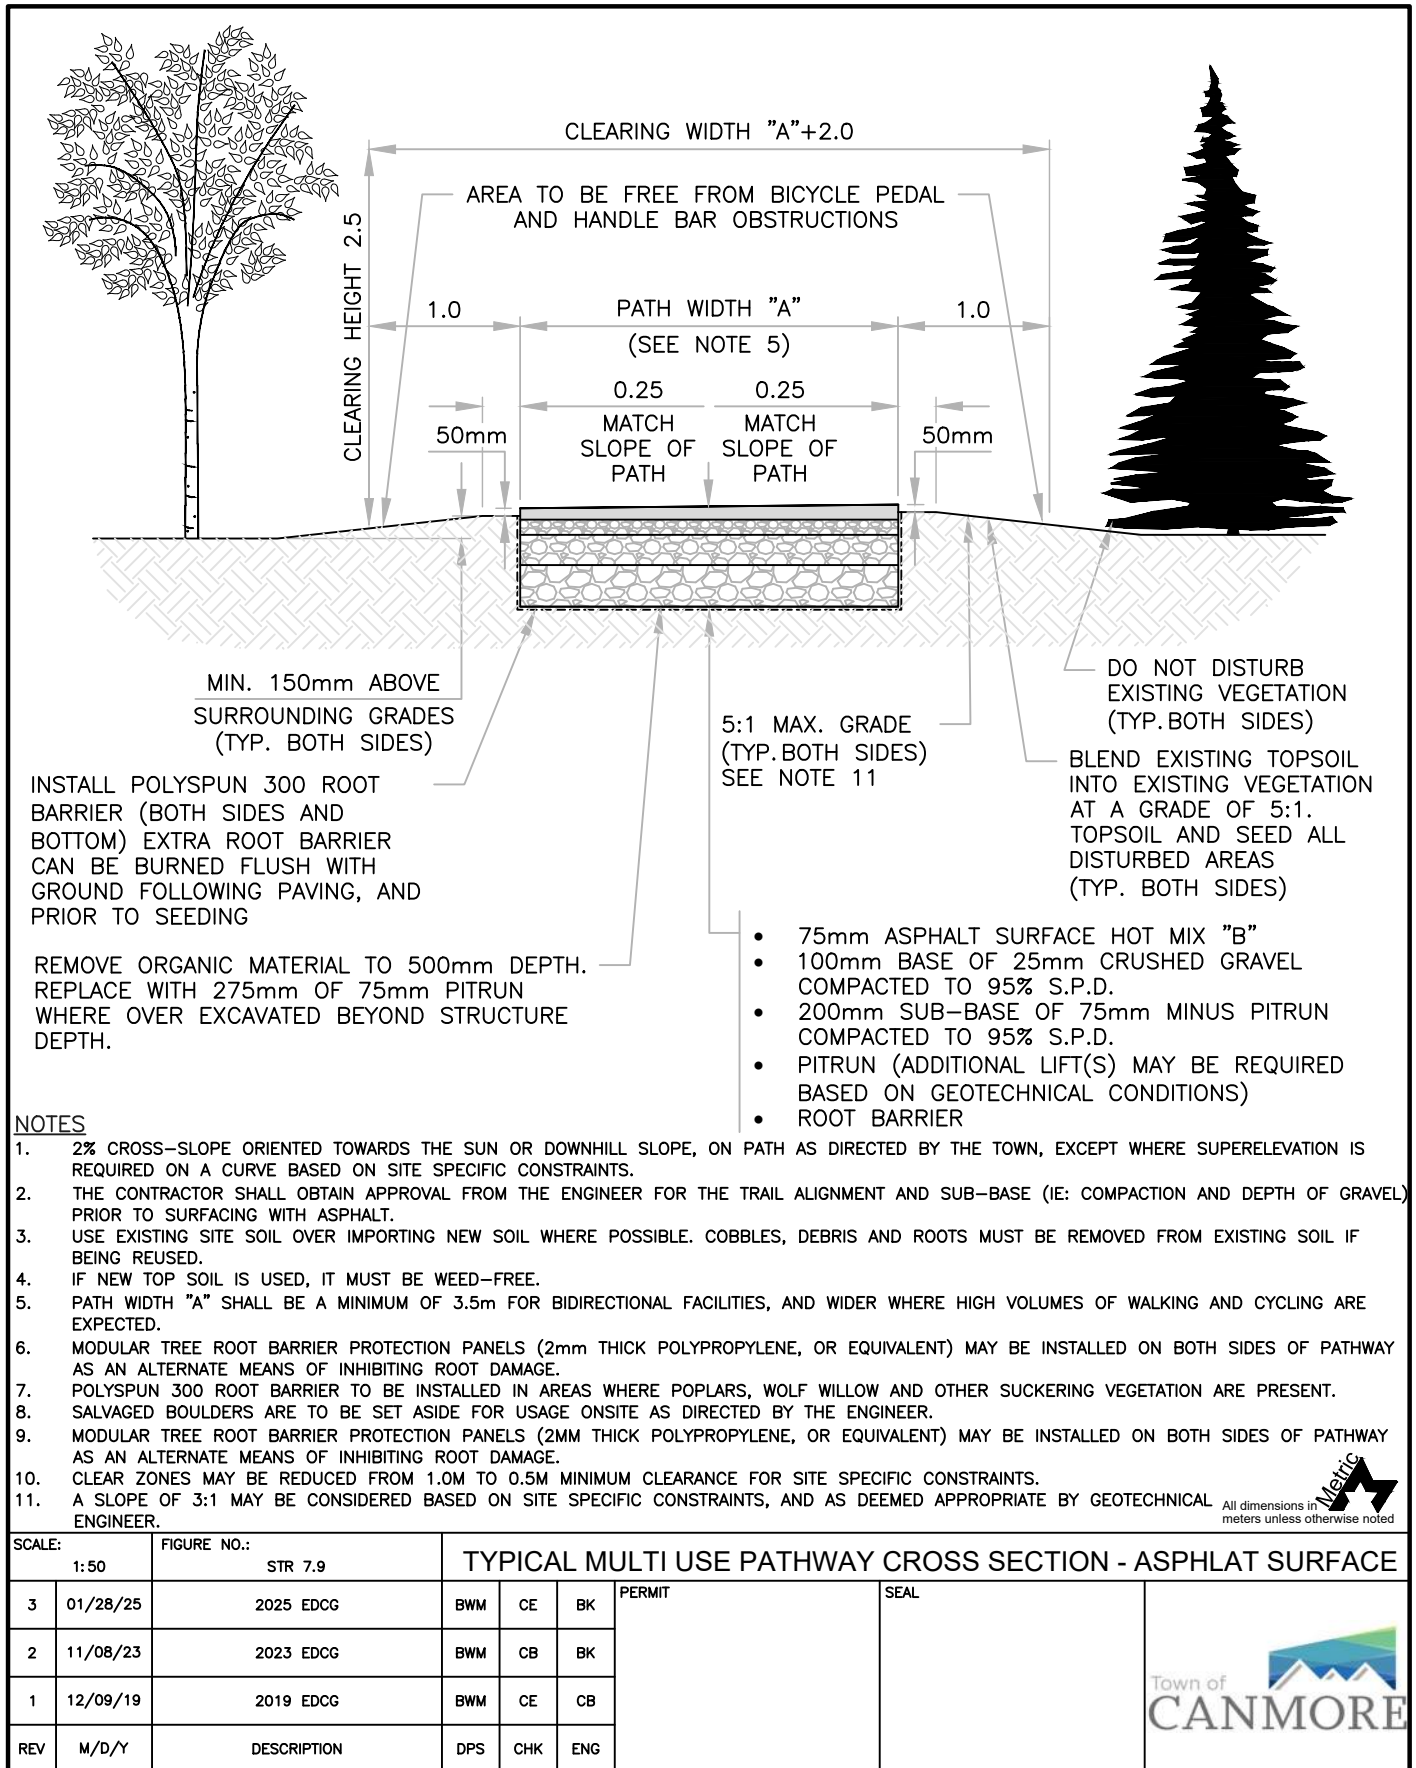 CLEARING WIDTH "A"+2.0
AREA TO BE FREE FROM BICYCLE PEDAL
AND HANDLE BAR OBSTRUCTIONS
CLEARING HEIGHT 2.5
1.0
PATH WIDTH "A"
1.0
(SEE NOTE 5)
0.25
0.25
50mm
MATCH
SLOPE OF
PATH
MATCH
SLOPE OF
PATH
50mm
MIN. 150mm ABOVE
SURROUNDING GRADES
(TYP. BOTH SIDES)
5:1 MAX. GRADE
(TYP.BOTH SIDES)
SEE NOTE 11
DO NOT DISTURB
EXISTING VEGETATION
(TYP.BOTH SIDES)
BLEND EXISTING TOPSOIL
INTO EXISTING VEGETATION
AT A GRADE OF 5:1.
TOPSOIL AND SEED ALL
DISTURBED AREAS
(TYP. BOTH SIDES)
INSTALL POLYSPUN 300 ROOT
BARRIER (BOTH SIDES AND
BOTTOM) EXTRA ROOT BARRIER
CAN BE BURNED FLUSH WITH
GROUND FOLLOWING PAVING, AND
PRIOR TO SEEDING
REMOVE ORGANIC MATERIAL TO 500mm DEPTH.
REPLACE WITH 275mm OF 75mm PITRUN
WHERE OVER EXCAVATED BEYOND STRUCTURE
DEPTH.
• 75mm ASPHALT SURFACE HOT MIX "B"
• 100mm BASE OF 25mm CRUSHED GRAVEL
COMPACTED TO 95% S.P.D.
• 200mm SUB-BASE OF 75mm MINUS PITRUN
COMPACTED TO 95% S.P.D.
• PITRUN (ADDITIONAL LIFT(S) MAY BE REQUIRED
BASED ON GEOTECHNICAL CONDITIONS)
• ROOT BARRIER
NOTES
1. 2% CROSS-SLOPE ORIENTED TOWARDS THE SUN OR DOWNHILL SLOPE, ON PATH AS DIRECTED BY THE TOWN, EXCEPT WHERE SUPERELEVATION IS
REQUIRED ON A CURVE BASED ON SITE SPECIFIC CONSTRAINTS.
2. THE CONTRACTOR SHALL OBTAIN APPROVAL FROM THE ENGINEER FOR THE TRAIL ALIGNMENT AND SUB-BASE (IE: COMPACTION AND DEPTH OF GRAVEL)
PRIOR TO SURFACING WITH ASPHALT.
3. USE EXISTING SITE SOIL OVER IMPORTING NEW SOIL WHERE POSSIBLE. COBBLES, DEBRIS AND ROOTS MUST BE REMOVED FROM EXISTING SOIL IF
BEING REUSED.
4. IF NEW TOP SOIL IS USED, IT MUST BE WEED-FREE.
5. PATH WIDTH "A" SHALL BE A MINIMUM OF 3.5m FOR BIDIRECTIONAL FACILITIES, AND WIDER WHERE HIGH VOLUMES OF WALKING AND CYCLING ARE
EXPECTED.
6. MODULAR TREE ROOT BARRIER PROTECTION PANELS (2mm THICK POLYPROPYLENE, OR EQUIVALENT) MAY BE INSTALLED ON BOTH SIDES OF PATHWAY
AS AN ALTERNATE MEANS OF INHIBITING ROOT DAMAGE.
7. POLYSPUN 300 ROOT BARRIER TO BE INSTALLED IN AREAS WHERE POPLARS, WOLF WILLOW AND OTHER SUCKERING VEGETATION ARE PRESENT.
8. SALVAGED BOULDERS ARE TO BE SET ASIDE FOR USAGE ONSITE AS DIRECTED BY THE ENGINEER.
9. MODULAR TREE ROOT BARRIER PROTECTION PANELS (2MM THICK POLYPROPYLENE, OR EQUIVALENT) MAY BE INSTALLED ON BOTH SIDES OF PATHWAY
AS AN ALTERNATE MEANS OF INHIBITING ROOT DAMAGE.
10. CLEAR ZONES MAY BE REDUCED FROM 1.0M TO 0.5M MINIMUM CLEARANCE FOR SITE SPECIFIC CONSTRAINTS.
11. A SLOPE OF 3:1 MAY BE CONSIDERED BASED ON SITE SPECIFIC CONSTRAINTS, AND AS DEEMED APPROPRIATE BY GEOTECHNICAL
ENGINEER.
Metric
All dimensions in
meters unless otherwise noted
SCALE:
1:50
FIGURE NO.:
STR 7.9
TYPICAL MULTI USE PATHWAY CROSS SECTION - ASPHLAT SURFACE
3 01/28/25 2025 EDCG BWM CE BK
2 11/08/23 2023 EDCG BWM CB BK
1 12/09/19 2019 EDCG BWM CE CB
REV M/D/Y DESCRIPTION DPS CHK ENG
PERMIT
SEAL
Town of
CANMORE